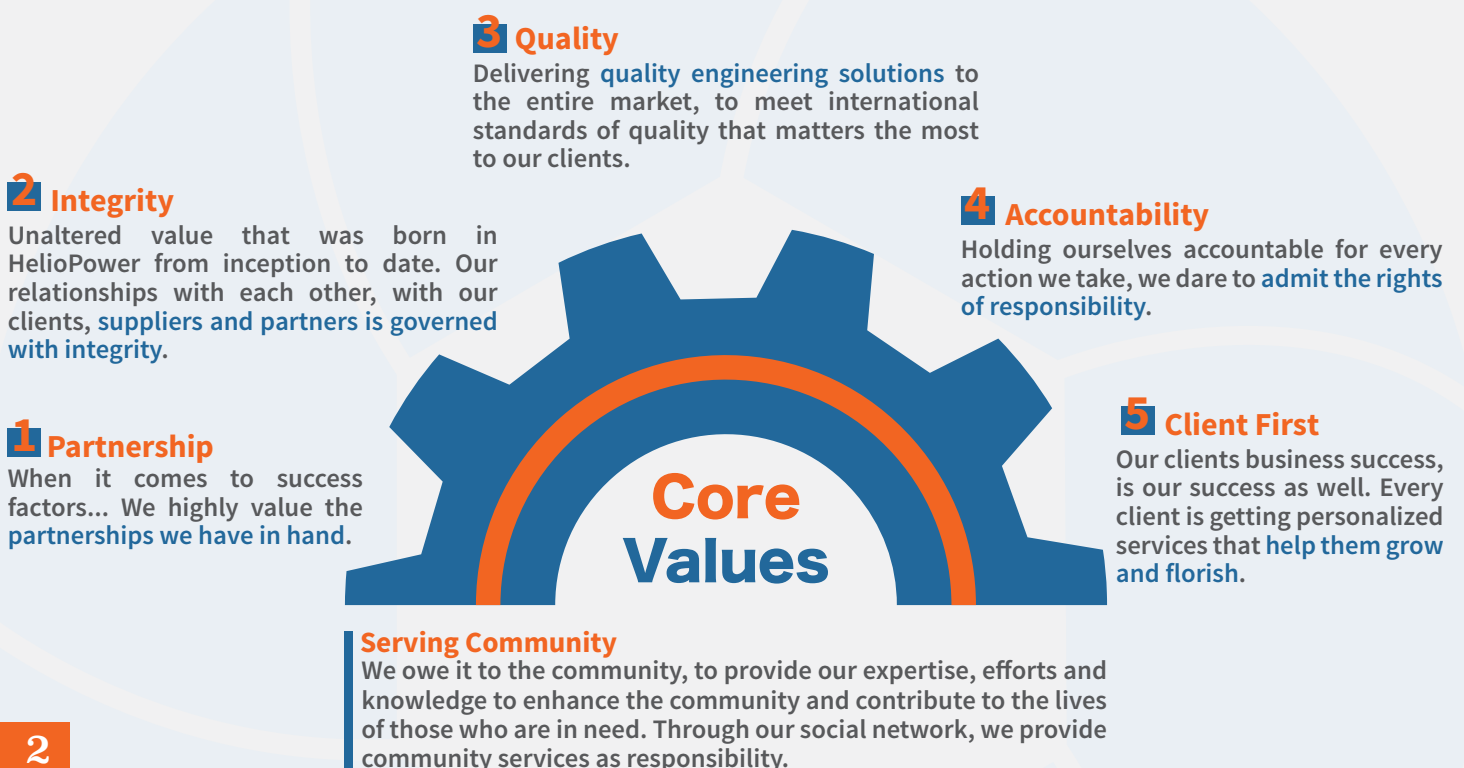 3 Quality
Delivering quality engineering solutions to
the entire market, to meet international
standards of quality that matters the most
to our clients.
2 Integrity
Unaltered value that was born in
HelioPower from inception to date. Our
relationships with each other, with our
clients, suppliers and partners is governed
with integrity.
4 Accountability
Holding ourselves accountable for every
action we take, we dare to admit the rights
of responsibility.
1 Partnership
When it comes to success
factors... We highly value the
partnerships we have in hand.
5 Client First
Our clients business success,
is our success as well. Every
client is getting personalized
services that help them grow
and florish.
Core
Values
Serving Community
We owe it to the community, to provide our expertise, efforts and
knowledge to enhance the community and contribute to the lives
of those who are in need. Through our social network, we provide
community services as responsibility.
2